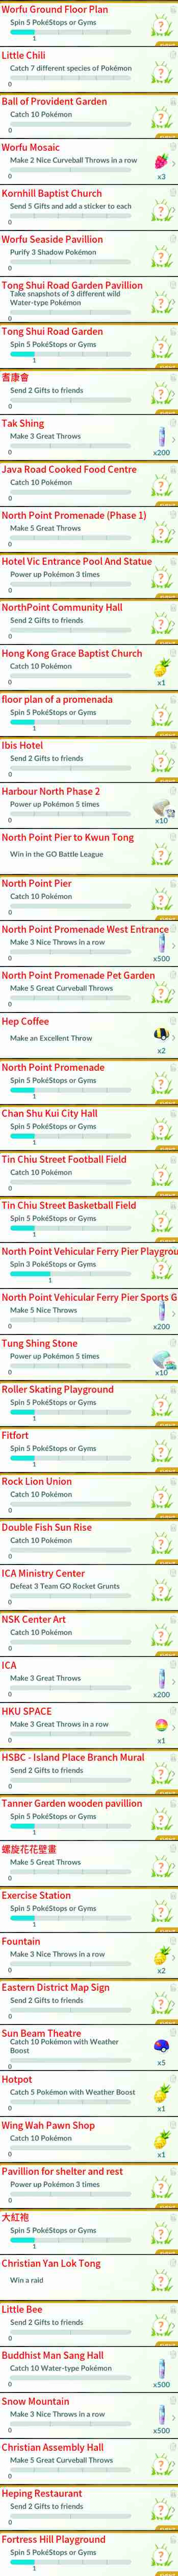 Worfu Ground Floor Plan
Spin 5 PokéStops or Gyms
1
Little Chili
Catch 7 different species of Pokémon
0
Ball of Provident Garden
Catch 10 Pokémon
0
Worfu Mosaic
Make 2 Nice Curveball Throws in a row
0
x3
Kornhill Baptist Church
Send 5 Gifts and add a sticker to each
0
Worfu Seaside Pavillion
Purify 3 Shadow Pokémon
0
Tong Shui Road Garden Pavillion
Take snapshots of 3 different wild
Water-type Pokémon
0
Tong Shui Road Garden
Spin 5 PokéStops or Gyms
1
耆康會
Send 2 Gifts to friends
0
Tak Shing
Make 3 Great Throws
0
x200
Java Road Cooked Food Centre
Catch 10 Pokémon
0
North Point Promenade (Phase 1)
Make 5 Great Throws
0
Hotel Vic Entrance Pool And Statue
Power up Pokémon 3 times
0
NorthPoint Community Hall
Send 2 Gifts to friends
0
Hong Kong Grace Baptist Church
Catch 10 Pokémon
0
x1
floor plan of a promenada
Spin 5 PokéStops or Gyms
1
Ibis Hotel
Send 2 Gifts to friends
0
Harbour North Phase 2
Power up Pokémon 5 times
0
x10
North Point Pier to Kwun Tong
Win in the GO Battle League
North Point Pier
Catch 10 Pokémon
0
North Point Promenade West Entrance
Make 3 Nice Throws in a row
0
x500
North Point Promenade Pet Garden
Make 5 Great Curveball Throws
0
Hep Coffee
Make an Excellent Throw
x2
North Point Promenade
Spin 5 PokéStops or Gyms
1
Chan Shu Kui City Hall
Spin 5 PokéStops or Gyms
1
Tin Chiu Street Football Field
Catch 10 Pokémon
0
Tin Chiu Street Basketball Field
Spin 5 PokéStops or Gyms
1
North Point Vehicular Ferry Pier Playgrou
Spin 3 PokéStops or Gyms
1
North Point Vehicular Ferry Pier Sports G
Make 5 Nice Throws
0
x200
Tung Shing Stone
Power up Pokémon 5 times
0
x10
Roller Skating Playground
Spin 5 PokéStops or Gyms
1
Fitfort
Spin 5 PokéStops or Gyms
1
Rock Lion Union
Catch 10 Pokémon
0
Double Fish Sun Rise
Catch 10 Pokémon
0
ICA Ministry Center
Defeat 3 Team GO Rocket Grunts
0
NSK Center Art
Catch 10 Pokémon
0
ICA
Make 3 Great Throws
0
x200
HKU SPACE
Make 3 Great Throws in a row
0
x1
HSBC - Island Place Branch Mural
Send 2 Gifts to friends
0
Tanner Garden wooden pavillion
Spin 5 PokéStops or Gyms
1
螺旋花花壁畫
Make 5 Great Throws
0
Exercise Station
Spin 5 PokéStops or Gyms
1
Fountain
Make 3 Nice Throws in a row
0
x2
Eastern District Map Sign
Send 2 Gifts to friends
0
Sun Beam Theatre
Catch 10 Pokémon with Weather
Boost
0
x5
Hotpot
Catch 5 Pokémon with Weather Boost
0
x1
Wing Wah Pawn Shop
Catch 10 Pokémon
0
x1
Pavillion for shelter and rest
Power up Pokémon 3 times
0
大紅袍
Spin 5 PokéStops or Gyms
1
Christian Yan Lok Tong
Win a raid
Little Bee
Send 2 Gifts to friends
0
Buddhist Man Sang Hall
Catch 10 Water-type Pokémon
0
x500
Snow Mountain
Make 3 Nice Throws in a row
0
x500
Christian Assembly Hall
Make 5 Great Curveball Throws
0
Heping Restaurant
Send 2 Gifts to friends
0
Fortress Hill Playground
Spin 5 PokéStops or Gyms
1